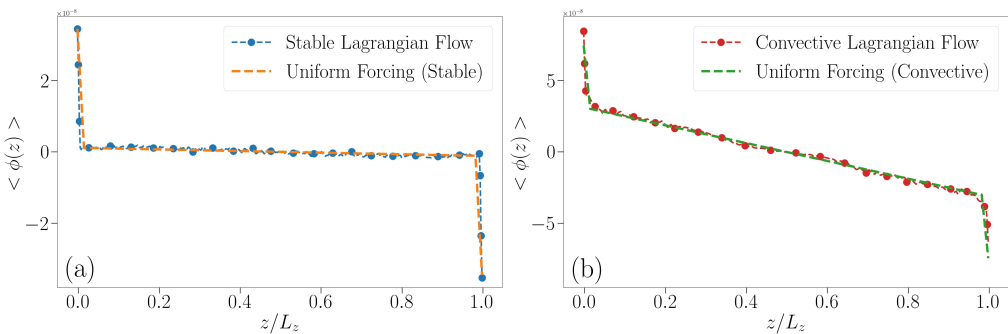 ×10⁻⁸
Stable Lagrangian Flow
Uniform Forcing (Stable)
2
0
−2
< ϕ(z) >
(a)
0.0 0.2 0.4 0.6 0.8 1.0
z/L_z
×10⁻⁸
Convective Lagrangian Flow
Uniform Forcing (Convective)
5
0
−5
< ϕ(z) >
(b)
0.0 0.2 0.4 0.6 0.8 1.0
z/L_z